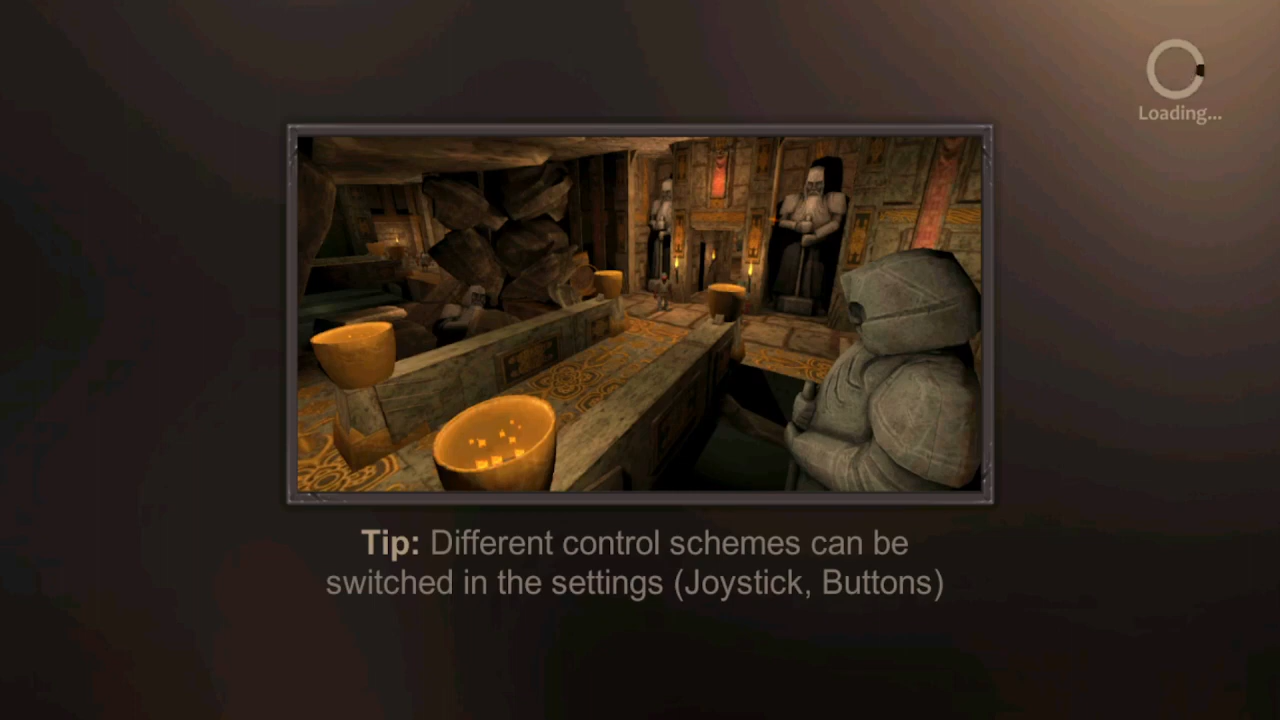 Loading...
Tip: Different control schemes can be
switched in the settings (Joystick, Buttons)